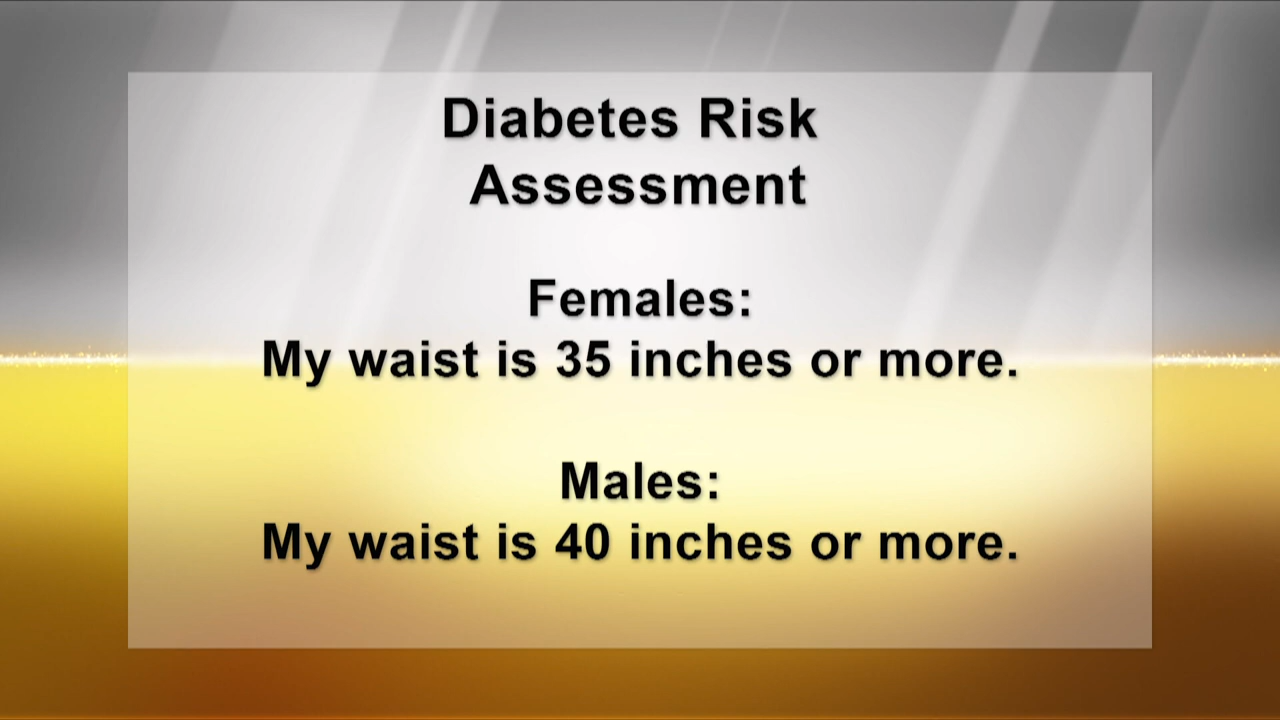 Diabetes Risk
Assessment
Females:
My waist is 35 inches or more.
Males:
My waist is 40 inches or more.